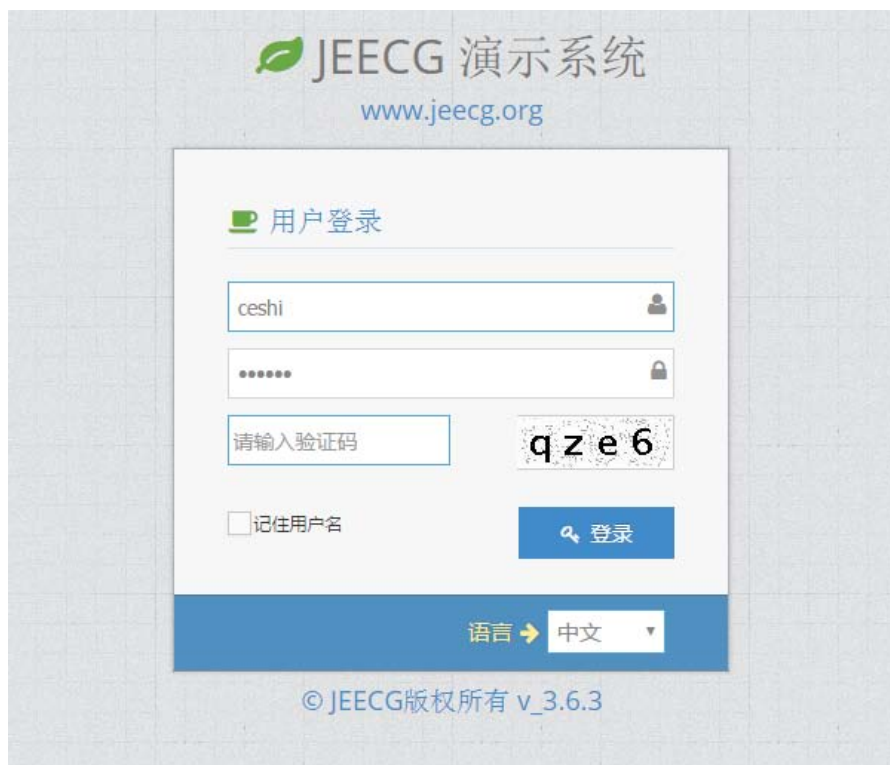 JEECG 演示系统
www.jeecg.org
用户登录
ceshi
••••••
请输入验证码
qze6
记住用户名
登录
语言
中文
© JEECG版权所有 v_3.6.3